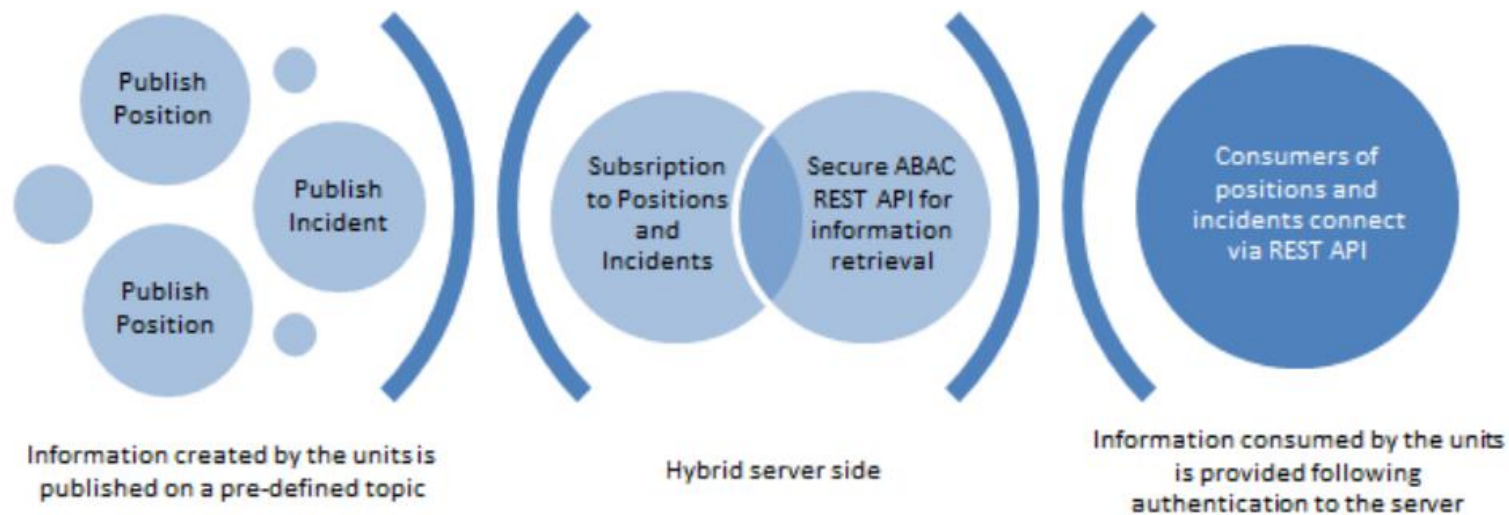 Publish
Position
Publish
Incident
Publish
Position
Information created by the units is
published on a pre-defined topic
Subsription
to Positions
and
Incidents
Secure ABAC
REST API for
information
retrieval
Hybrid server side
Consumers of
positions and
incidents connect
via REST API
Information consumed by the units
is provided following
authentication to the server